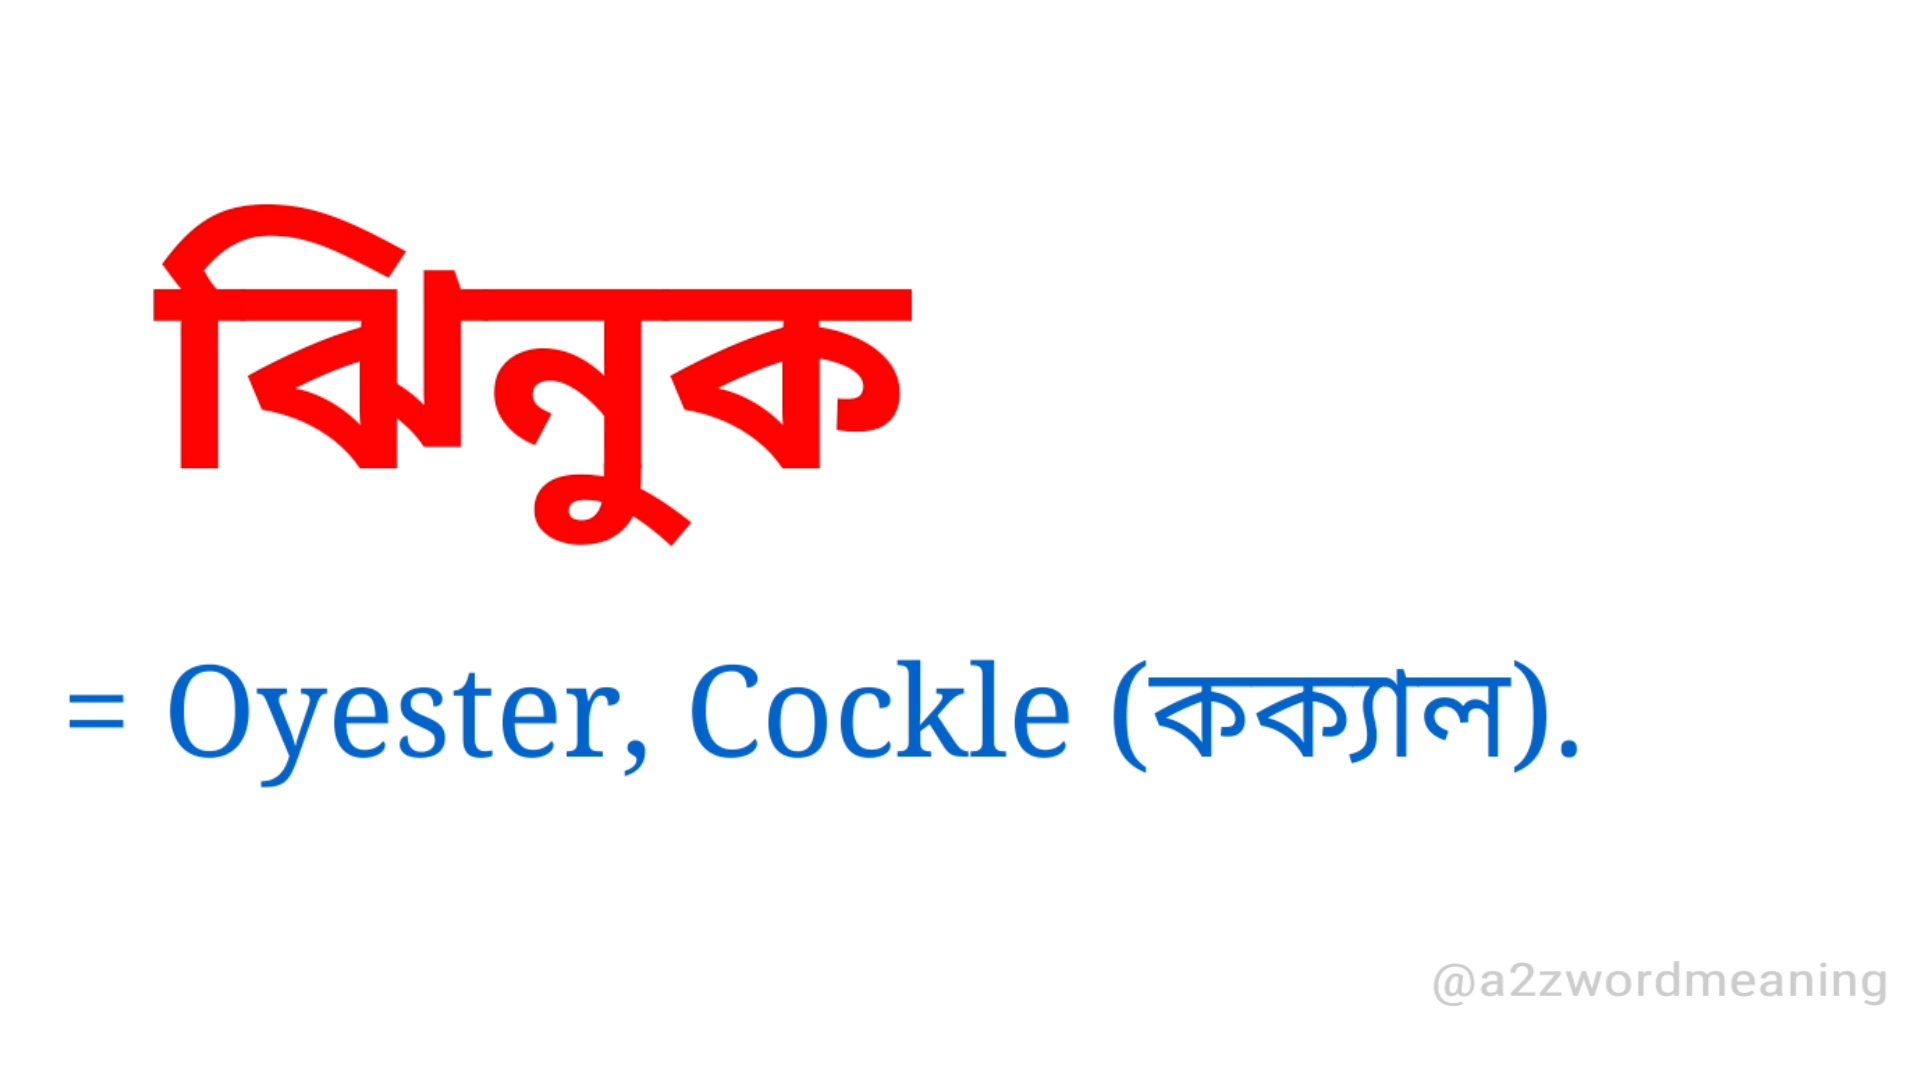 ঝিনুক
= Oyester, Cockle (কক্যাল).
@a2zwordmeaning